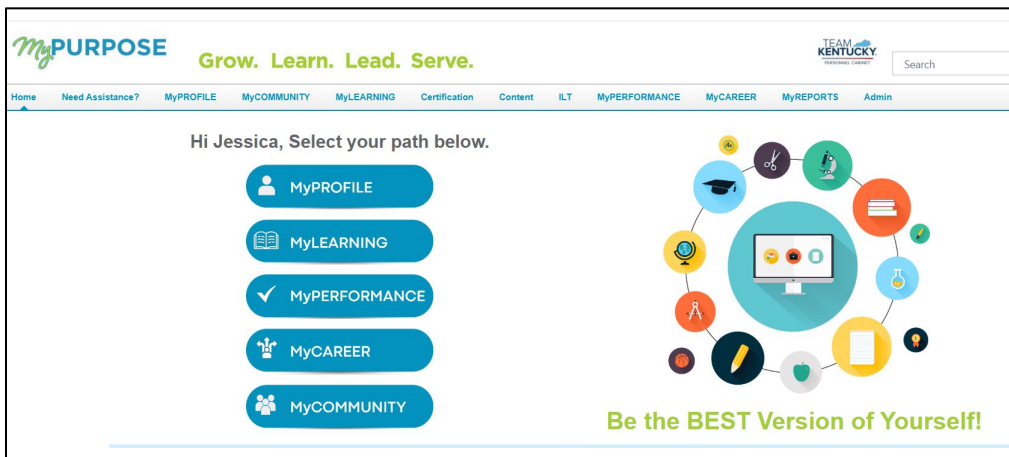 MyPURPOSE
Grow. Learn. Lead. Serve.
TEAM
KENTUCKY
PERSONNEL CABINET
Search
Home Need Assistance? MyPROFILE MyCOMMUNITY MyLEARNING Certification Content ILT MyPERFORMANCE MyCAREER MyREPORTS Admin
Hi Jessica, Select your path below.
MyPROFILE
MyLEARNING
MyPERFORMANCE
MyCAREER
MyCOMMUNITY
Be the BEST Version of Yourself!